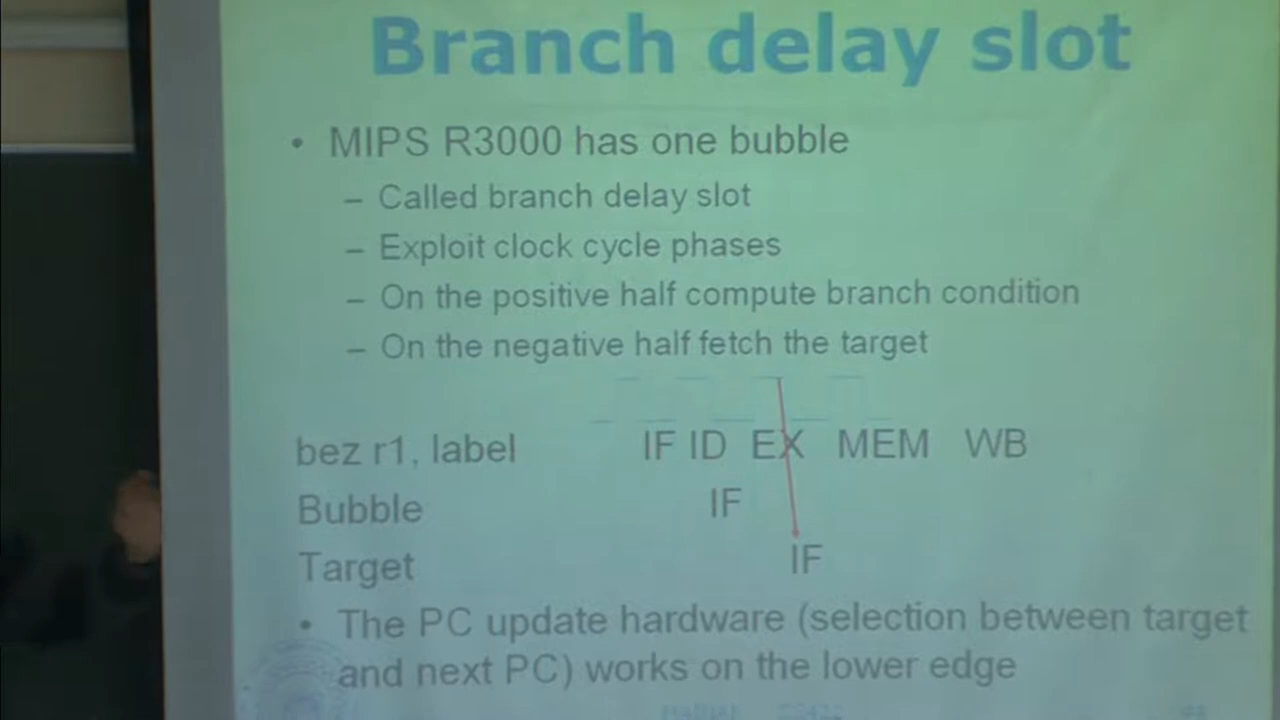 Branch delay slot
• MIPS R3000 has one bubble
– Called branch delay slot
– Exploit clock cycle phases
– On the positive half compute branch condition
– On the negative half fetch the target
bez r1, label IF ID EX MEM WB
Bubble IF
Target IF
• The PC update hardware (selection between target
and next PC) works on the lower edge